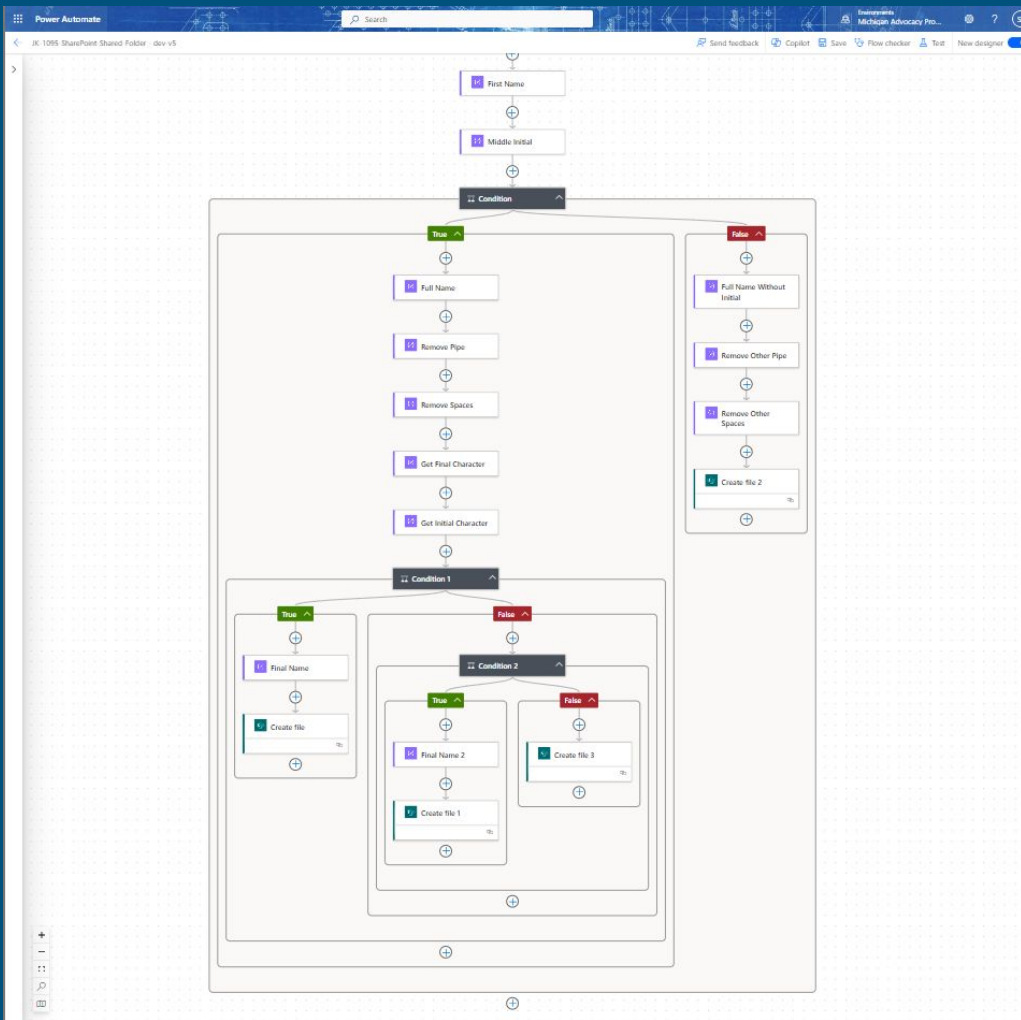 Power Automate
Search
Environments
Michigan Advocacy Pro...
?
JK 1095 SharePoint Shared Folder - dev-v5
Send feedback
Copilot
Save
Flow checker
Test
New designer
First Name
Middle Initial
Condition
True
False
Full Name
Full Name Without
Initial
Remove Pipe
Remove Other Pipe
Remove Spaces
Remove Other
Spaces
Get Final Character
Create file 2
Get Initial Character
Condition 1
True
False
Final Name
Condition 2
Create file
True
False
Final Name 2
Create file 3
Create file 1